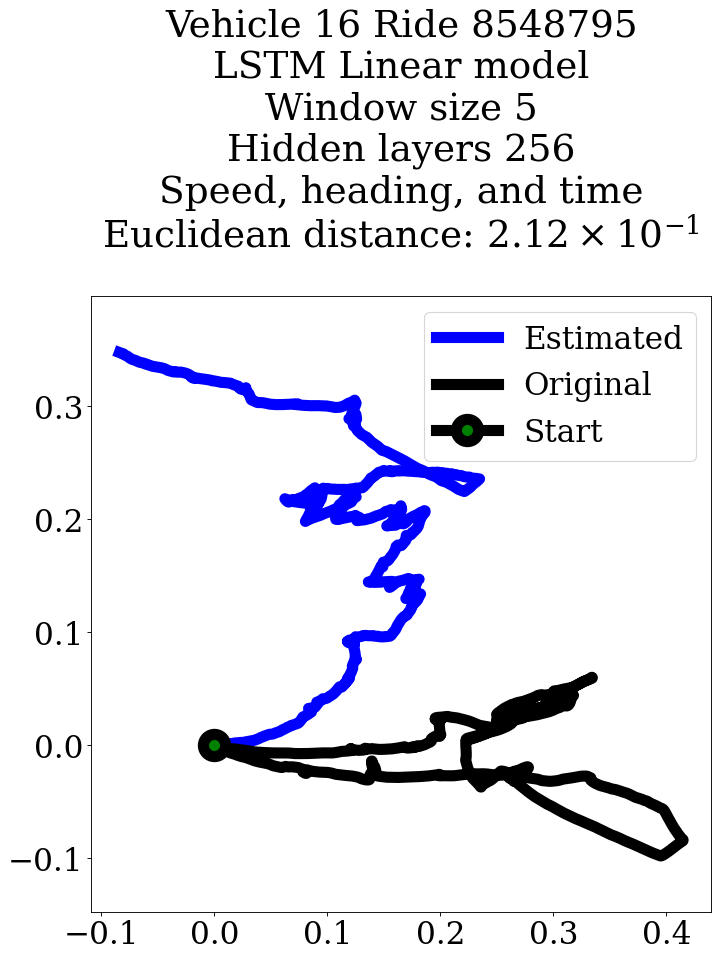 Vehicle 16 Ride 8548795
LSTM Linear model
Window size 5
Hidden layers 256
Speed, heading, and time
Euclidean distance: $2.12 \times 10^{-1}$
Estimated
Original
Start
0.3
0.2
0.1
0.0
−0.1
−0.1 0.0 0.1 0.2 0.3 0.4